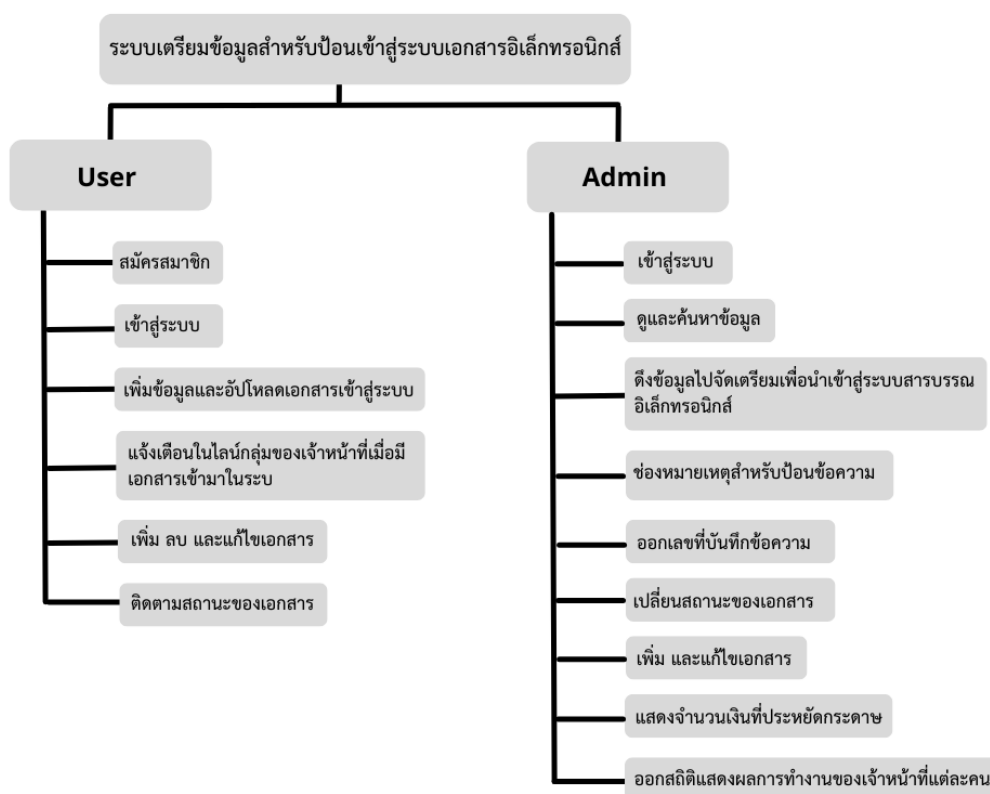 ระบบเตรียมข้อมูลสำหรับป้อนเข้าสู่ระบบเอกสารอิเล็กทรอนิกส์
User
สมัครสมาชิก
เข้าสู่ระบบ
เพิ่มข้อมูลและอัปโหลดเอกสารเข้าสู่ระบบ
แจ้งเตือนในไลน์กลุ่มของเจ้าหน้าที่เมื่อมี
เอกสารเข้ามาในระบ
เพิ่ม ลบ และแก้ไขเอกสาร
ติดตามสถานะของเอกสาร
Admin
เข้าสู่ระบบ
ดูและค้นหาข้อมูล
ดึงข้อมูลไปจัดเตรียมเพื่อนำเข้าสู่ระบบสารบรรณ
อิเล็กทรอนิกส์
ช่องหมายเหตุสำหรับป้อนข้อความ
ออกเลขที่บันทึกข้อความ
เปลี่ยนสถานะของเอกสาร
เพิ่ม และแก้ไขเอกสาร
แสดงจำนวนเงินที่ประหยัดกระดาษ
ออกสถิติแสดงผลการทำงานของเจ้าหน้าที่แต่ละคน